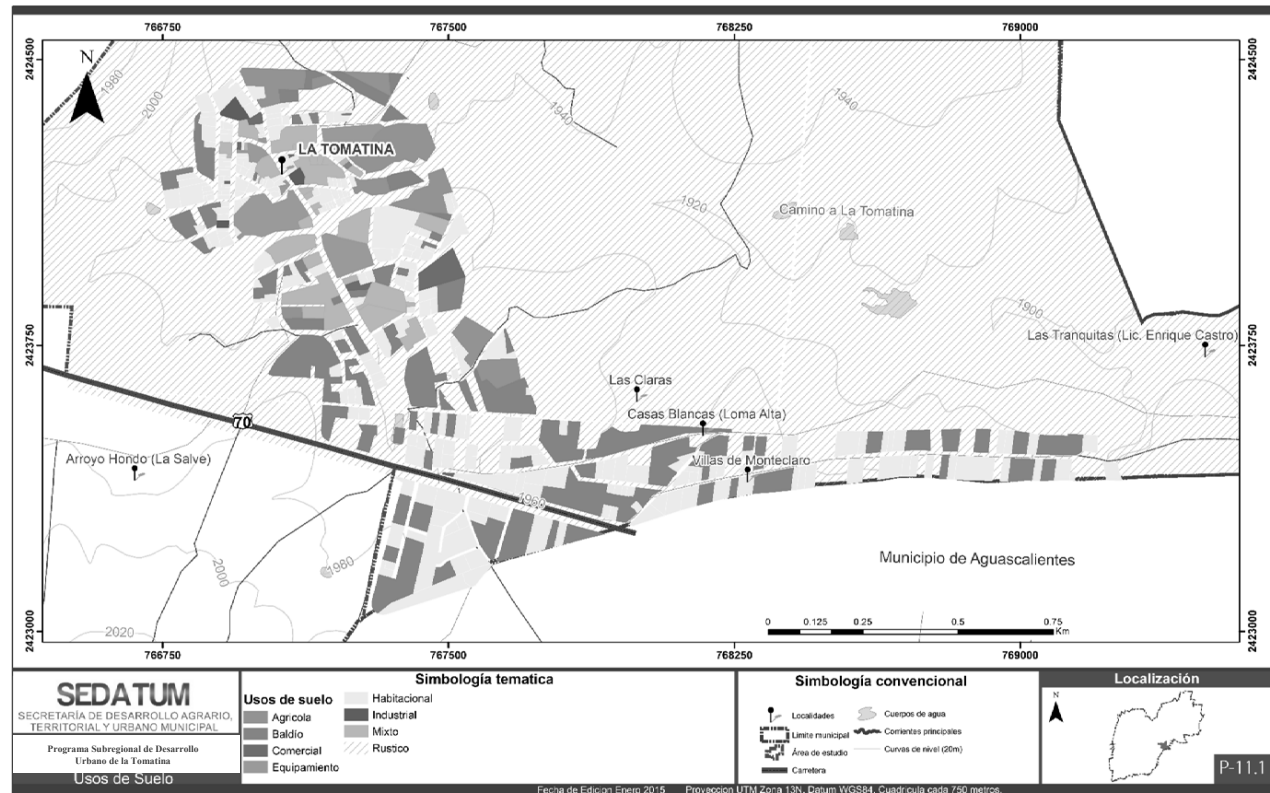 766750
767500
768250
769000
2424500
2424500
N
1980
2000
1940
1940
LA TOMATINA
1920
Camino a La Tomatina
1900
2423750
2423750
Las Tranquitas (Lic. Enrique Castro)
Las Claras
Casas Blancas (Loma Alta)
70
Arroyo Hondo (La Salve)
Villas de Monteclaro
1960
Municipio de Aguascalientes
1980
2000
2020
2423000
2423000
0 0.125 0.25 0.5 0.75
Km
766750
767500
768250
769000
SEDATUM
SECRETARÍA DE DESARROLLO AGRARIO,
TERRITORIAL Y URBANO MUNICIPAL
Programa Subregional de Desarrollo
Urbano de la Tomatina
Usos de Suelo
Simbología tematica
Usos de suelo
Agricola
Baldío
Comercial
Equipamiento
Habitacional
Industrial
Mixto
Rustico
Simbología convencional
Localidades
Limite municipal
Área de estudio
Carretera
Cuerpos de agua
Corrientes principales
Curvas de nivel (20m)
Localización
N
P-11.1
Fecha de Edicion Enero 2015 Proyeccion UTM Zona 13N, Datum WGS84, Cuadricula cada 750 metros.